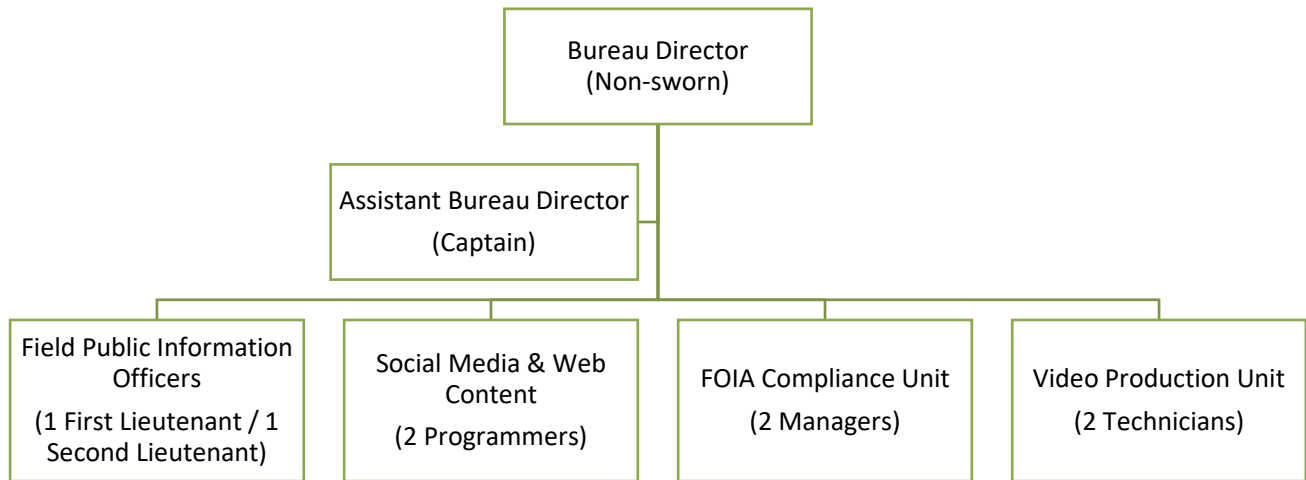 Bureau Director
(Non-sworn)
Assistant Bureau Director
(Captain)
Field Public Information
Officers
(1 First Lieutenant / 1
Second Lieutenant)
Social Media & Web
Content
(2 Programmers)
FOIA Compliance Unit
(2 Managers)
Video Production Unit
(2 Technicians)